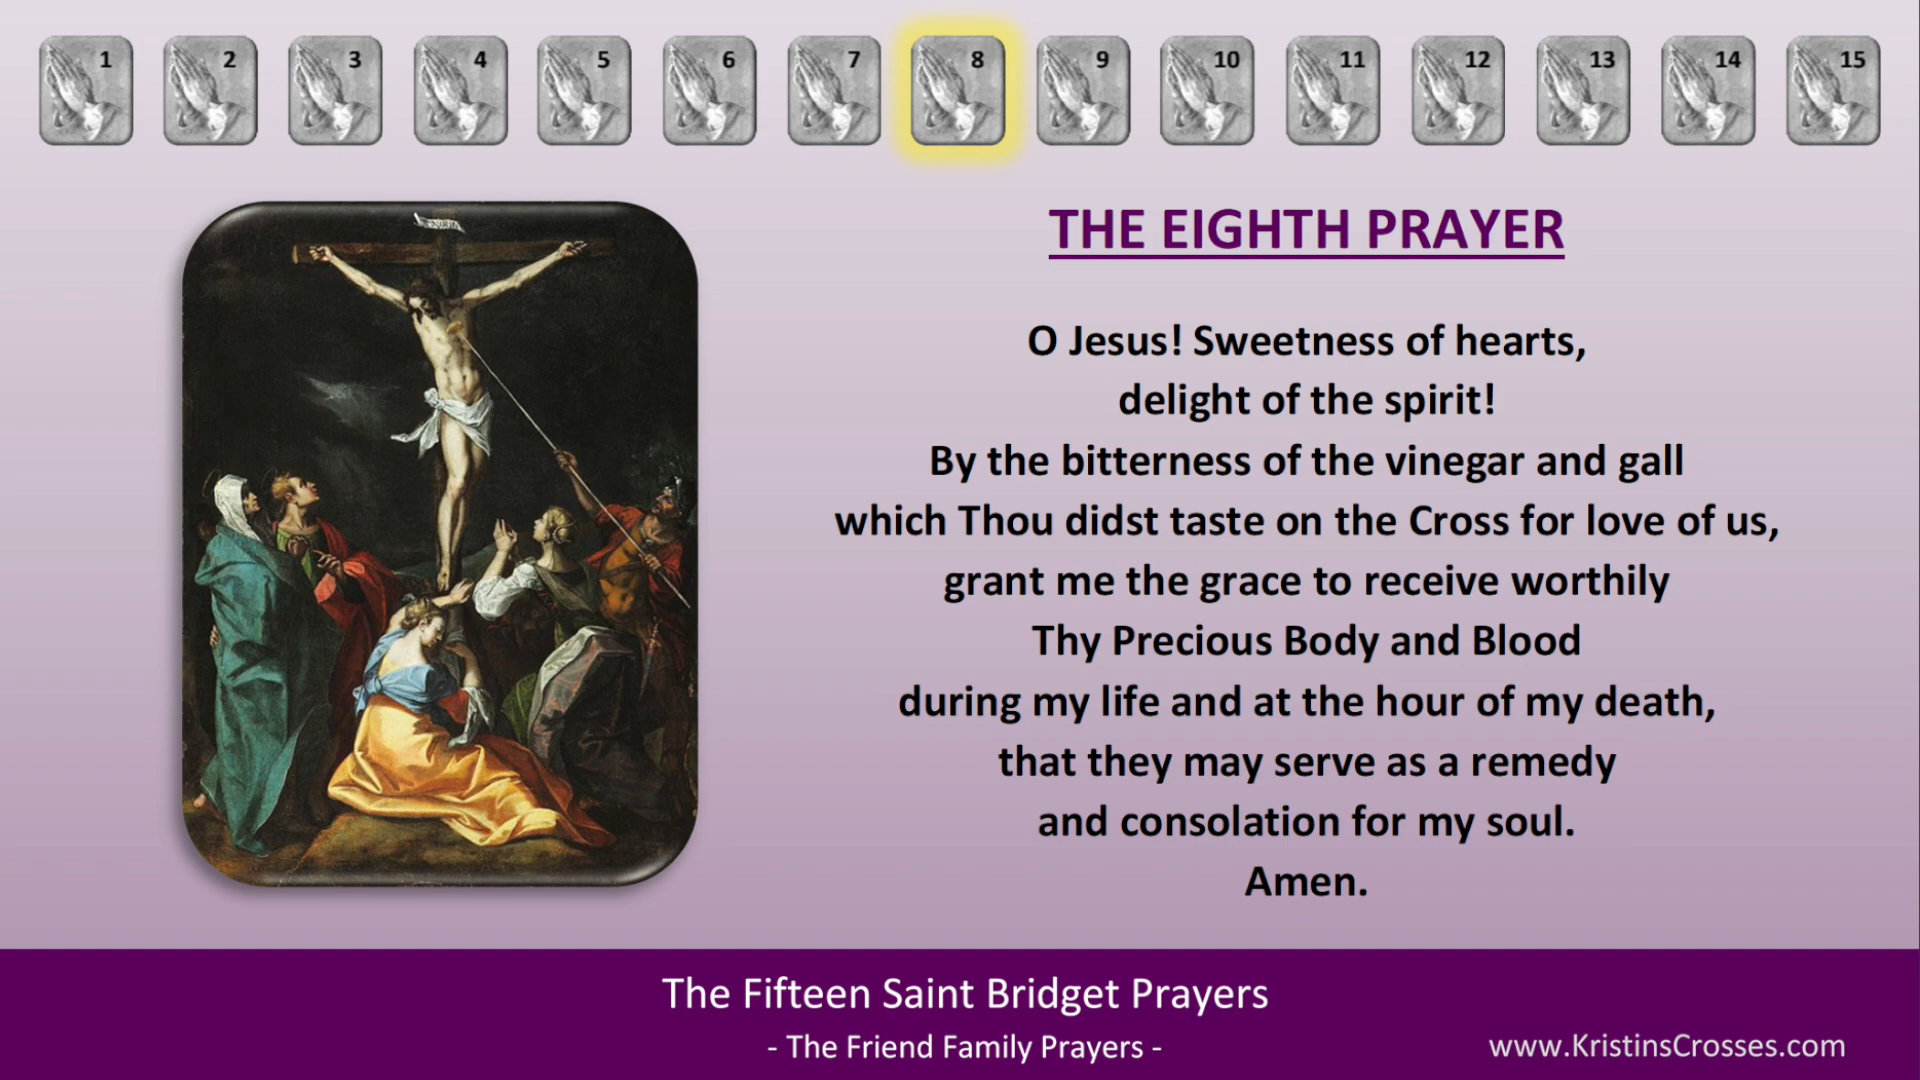 1 2 3 4 5 6 7 8 9 10 11 12 13 14 15
THE EIGHTH PRAYER
O Jesus! Sweetness of hearts,
delight of the spirit!
By the bitterness of the vinegar and gall
which Thou didst taste on the Cross for love of us,
grant me the grace to receive worthily
Thy Precious Body and Blood
during my life and at the hour of my death,
that they may serve as a remedy
and consolation for my soul.
Amen.
The Fifteen Saint Bridget Prayers
- The Friend Family Prayers -
www.KristinsCrosses.com